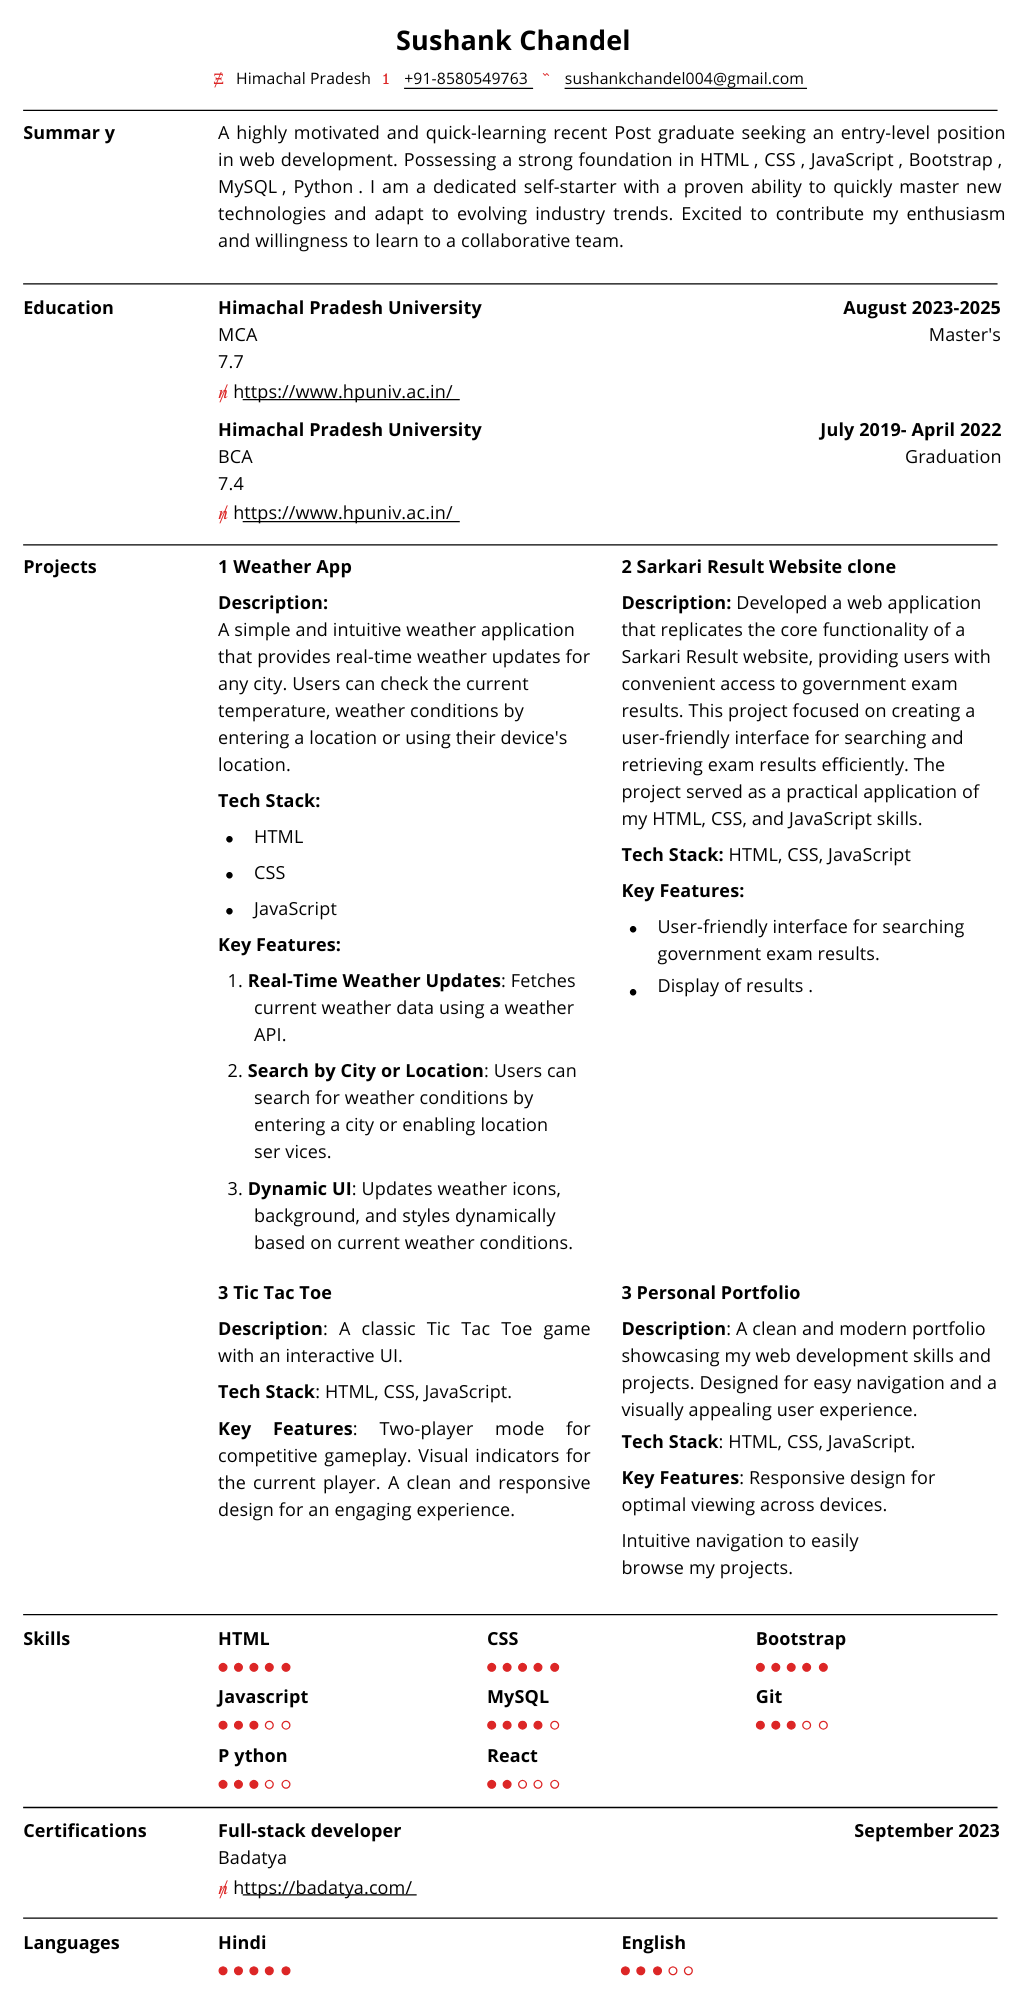 Sushank Chandel
Himachal Pradesh 1 +91-8580549763 sushankchandel004@gmail.com
Summar y
A highly motivated and quick-learning recent Post graduate seeking an entry-level position
in web development. Possessing a strong foundation in HTML , CSS , JavaScript , Bootstrap ,
MySQL , Python . I am a dedicated self-starter with a proven ability to quickly master new
technologies and adapt to evolving industry trends. Excited to contribute my enthusiasm
and willingness to learn to a collaborative team.
Education
Himachal Pradesh University August 2023-2025
MCA Master's
7.7
https://www.hpuniv.ac.in/
Himachal Pradesh University July 2019- April 2022
BCA Graduation
7.4
https://www.hpuniv.ac.in/
Projects
1 Weather App
Description:
A simple and intuitive weather application
that provides real-time weather updates for
any city. Users can check the current
temperature, weather conditions by
entering a location or using their device's
location.
Tech Stack:
• HTML
• CSS
• JavaScript
Key Features:
1. Real-Time Weather Updates: Fetches
current weather data using a weather
API.
2. Search by City or Location: Users can
search for weather conditions by
entering a city or enabling location
ser vices.
3. Dynamic UI: Updates weather icons,
background, and styles dynamically
based on current weather conditions.
2 Sarkari Result Website clone
Description: Developed a web application
that replicates the core functionality of a
Sarkari Result website, providing users with
convenient access to government exam
results. This project focused on creating a
user-friendly interface for searching and
retrieving exam results efficiently. The
project served as a practical application of
my HTML, CSS, and JavaScript skills.
Tech Stack: HTML, CSS, JavaScript
Key Features:
• User-friendly interface for searching
government exam results.
• Display of results .
3 Tic Tac Toe
Description: A classic Tic Tac Toe game
with an interactive UI.
Tech Stack: HTML, CSS, JavaScript.
Key Features: Two-player mode for
competitive gameplay. Visual indicators for
the current player. A clean and responsive
design for an engaging experience.
3 Personal Portfolio
Description: A clean and modern portfolio
showcasing my web development skills and
projects. Designed for easy navigation and a
visually appealing user experience.
Tech Stack: HTML, CSS, JavaScript.
Key Features: Responsive design for
optimal viewing across devices.
Intuitive navigation to easily
browse my projects.
Skills
HTML CSS Bootstrap
Javascript MySQL Git
P ython React
Certifications
Full-stack developer September 2023
Badatya
https://badatya.com/
Languages
Hindi English